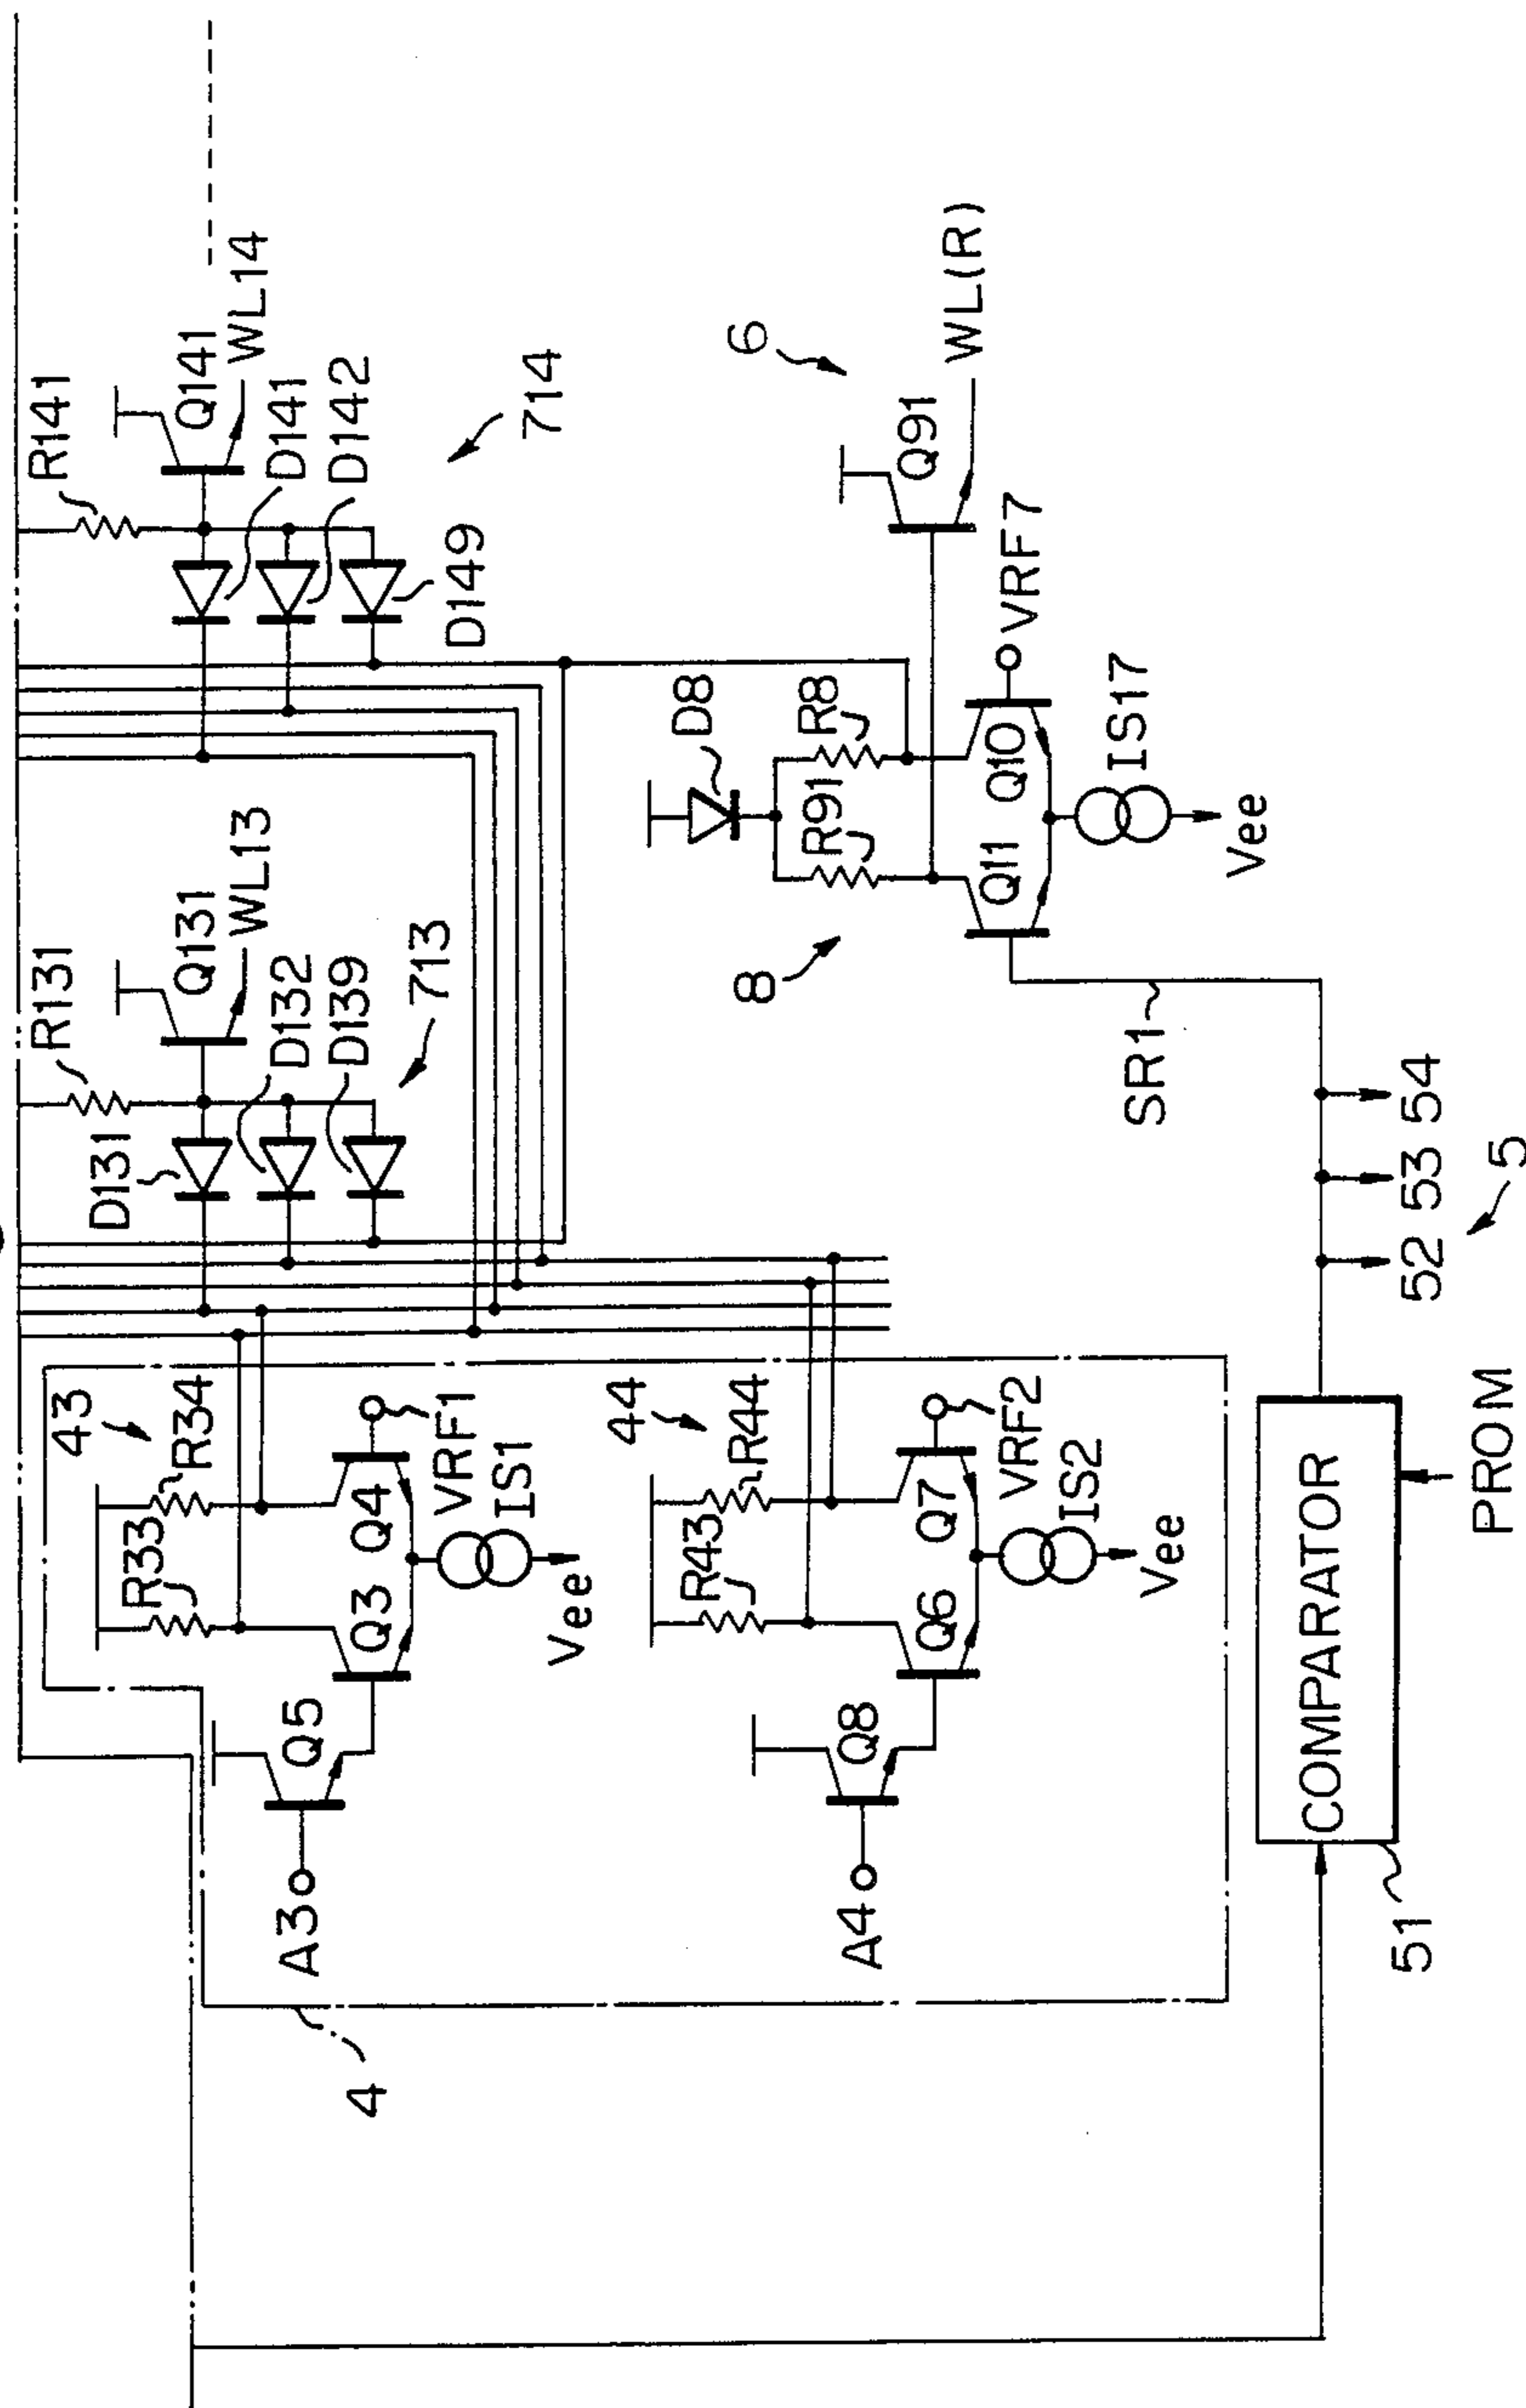 R141
Q141
WL14
D141
D142
D149
714
R131
Q131
WL13
D131
D132
D139
713
6
Q91
WL(R)
D8
R91
R8
8
Q11
Q10
VRF7
IS17
Vee
SR1
43
R33
R34
Q5
Q3
Q4
VRF1
IS1
Vee
A3
44
R43
R44
Q8
Q6
Q7
VRF2
IS2
Vee
A4
4
COMPARATOR
51
PROM
52 53 54
5